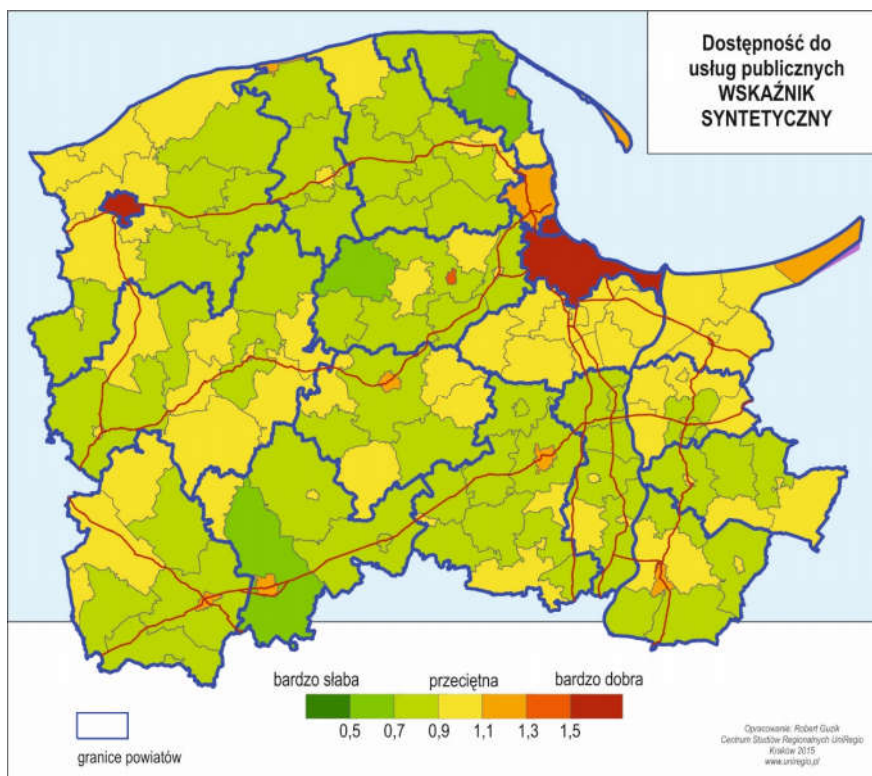 Dostępność do
usług publicznych
WSKAŹNIK
SYNTETYCZNY
bardzo słaba przeciętna bardzo dobra
0,5 0,7 0,9 1,1 1,3 1,5
granice powiatów
Opracowanie: Robert Guzik
Centrum Studiów Regionalnych UniRegio
Kraków 2015
www.uniregio.pl